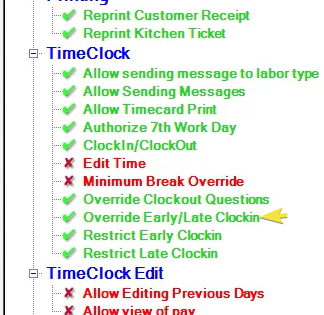 Printing
Reprint Customer Receipt
Reprint Kitchen Ticket
TimeClock
Allow sending message to labor type
Allow Sending Messages
Allow Timecard Print
Authorize 7th Work Day
ClockIn/ClockOut
Edit Time
Minimum Break Override
Override Clockout Questions
Override Early/Late Clockin
Restrict Early Clockin
Restrict Late Clockin
TimeClock Edit
Allow Editing Previous Days
Allow view of pay